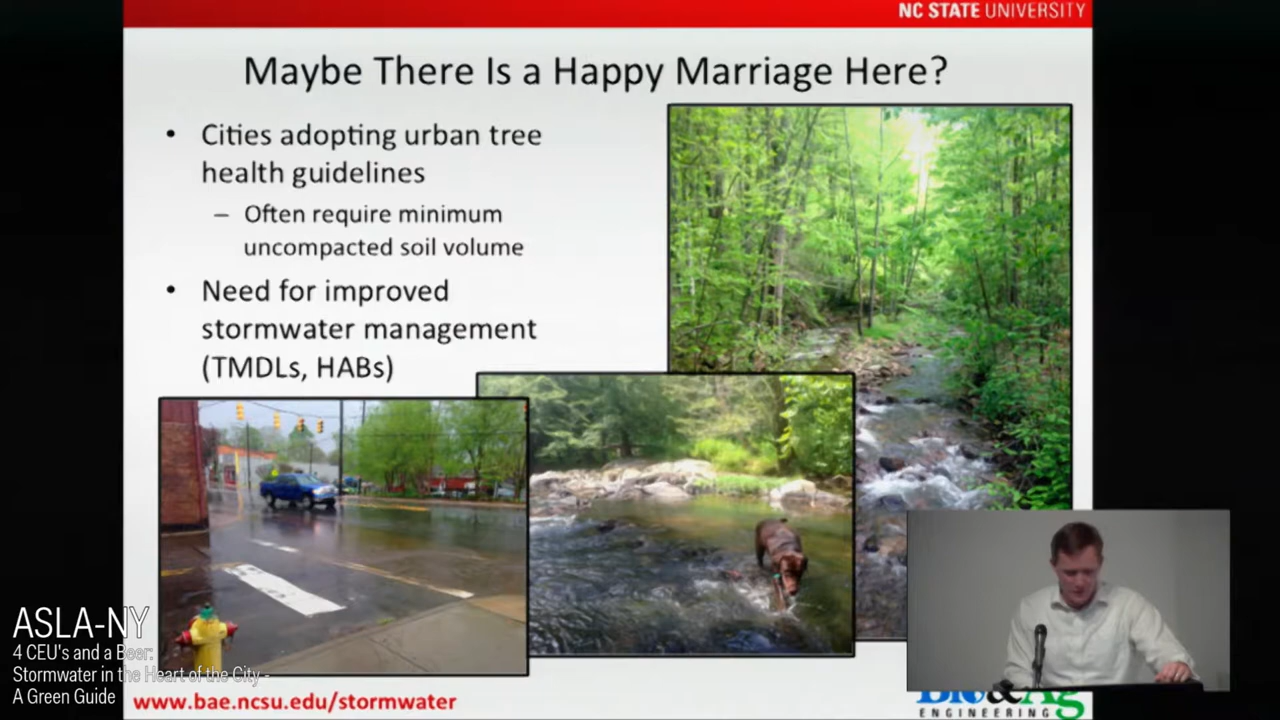 NC STATE UNIVERSITY
Maybe There Is a Happy Marriage Here?
• Cities adopting urban tree
health guidelines
– Often require minimum
uncompacted soil volume
• Need for improved
stormwater management
(TMDLs, HABs)
ASLA-NY
4 CEU's and a Beer:
Stormwater in the Heart of the City -
A Green Guide
www.bae.ncsu.edu/stormwater
Bio&Ag
ENGINEERING